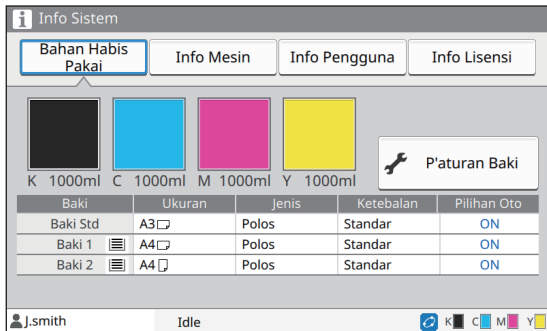 Info Sistem
Bahan Habis
Pakai
Info Mesin
Info Pengguna
Info Lisensi
K 1000ml C 1000ml M 1000ml Y 1000ml
P'aturan Baki
Baki Ukuran Jenis Ketebalan Pilihan Oto
Baki Std A3 Polos Standar ON
Baki 1 A4 Polos Standar ON
Baki 2 A4 Polos Standar ON
J.smith Idle K C M Y